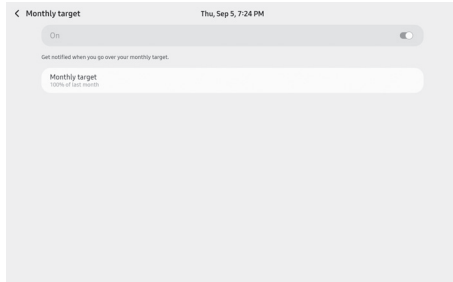 Monthly target
Thu, Sep 5, 7:24 PM
On
Get notified when you go over your monthly target.
Monthly target
100% of last month